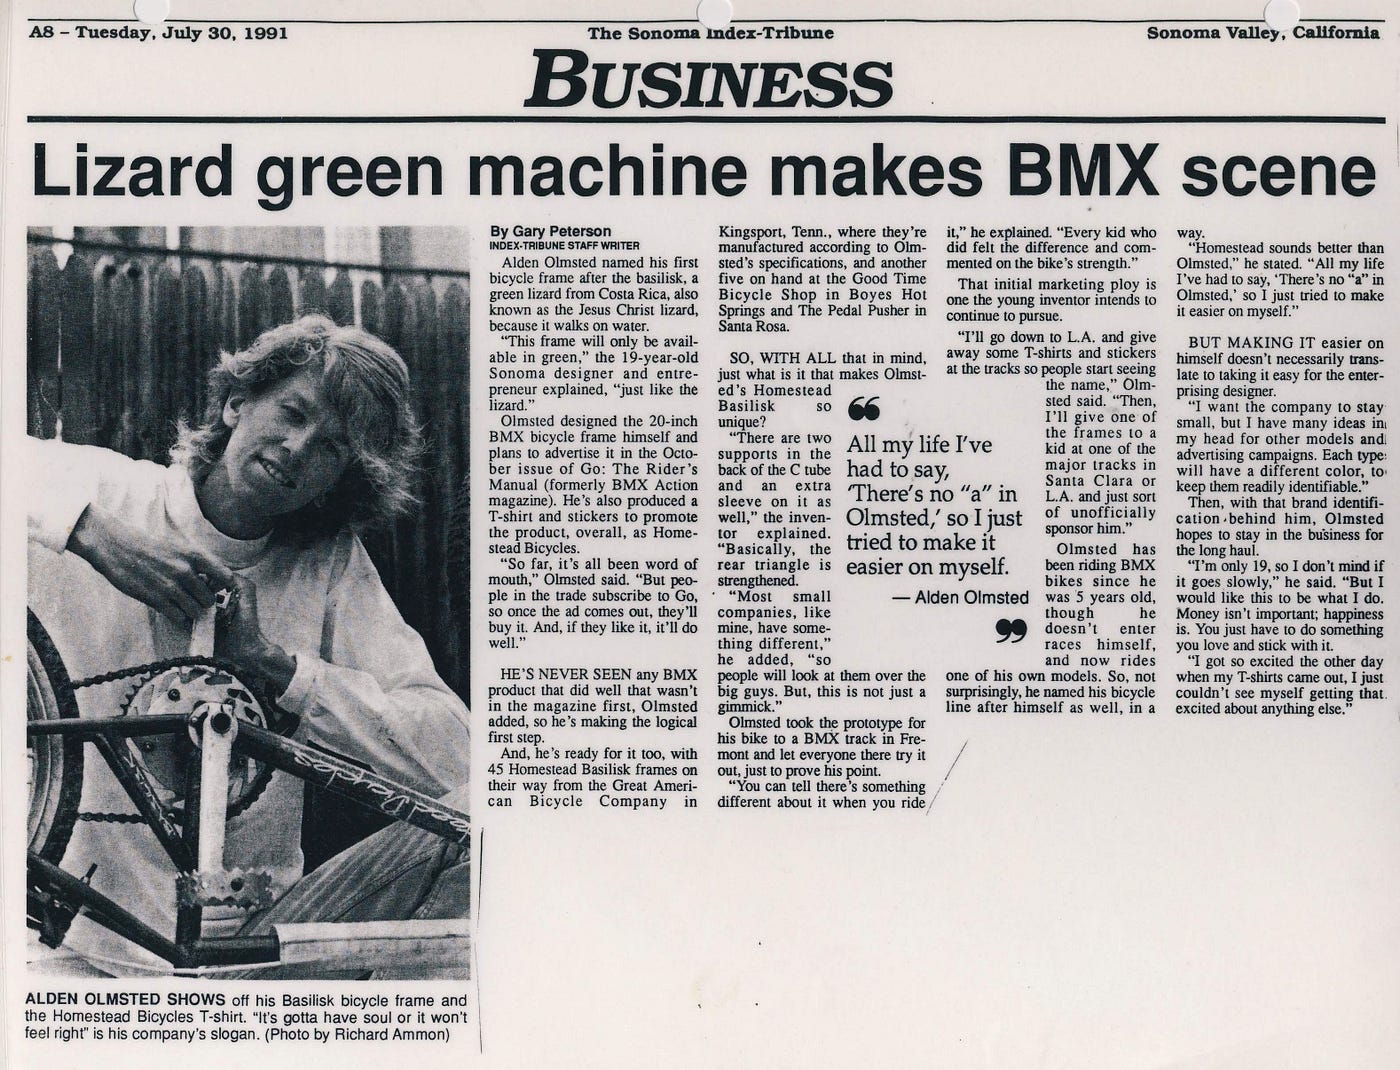 A8 – Tuesday, July 30, 1991
The Sonoma Index-Tribune
Sonoma Valley, California
BUSINESS
Lizard green machine makes BMX scene
By Gary Peterson
INDEX-TRIBUNE STAFF WRITER
Alden Olmsted named his first
bicycle frame after the basilisk, a
green lizard from Costa Rica, also
known as the Jesus Christ lizard,
because it walks on water.
“This frame will only be avail-
able in green,” the 19-year-old
Sonoma designer and entre-
preneur explained, “just like the
lizard.”
Olmsted designed the 20-inch
BMX bicycle frame himself and
plans to advertise it in the Octo-
ber issue of Go: The Rider’s
Manual (formerly BMX Action
magazine). He’s also produced a
T-shirt and stickers to promote
the product, overall, as Home-
stead Bicycles.
“So far, it’s all been word of
mouth,” Olmsted said. “But peo-
ple in the trade subscribe to Go,
so once the ad comes out, they’ll
buy it. And, if they like it, it’ll do
well.”
HE’S NEVER SEEN any BMX
product that did well that wasn’t
in the magazine first, Olmsted
added, so he’s making the logical
first step.
And, he’s ready for it too, with
45 Homestead Basilisk frames on
their way from the Great Ameri-
can Bicycle Company in
Kingsport, Tenn., where they’re
manufactured according to Olm-
sted’s specifications, and another
five on hand at the Good Time
Bicycle Shop in Boyes Hot
Springs and The Pedal Pusher in
Santa Rosa.
SO, WITH ALL that in mind,
just what is it that makes Olmst-
ed’s Homestead
Basilisk so
unique?
“There are two
supports in the
back of the C tube
and an extra
sleeve on it as
well,” the inven-
tor explained.
“Basically, the
rear triangle is
strengthened.
“Most small
companies, like
mine, have some-
thing different,”
he added, “so
people will look at them over the
big guys. But, this is not just a
gimmick.”
Olmsted took the prototype for
his bike to a BMX track in Fre-
mont and let everyone there try it
out, just to prove his point.
“You can tell there’s something
different about it when you ride
“
All my life I’ve
had to say,
‘There’s no “a” in
Olmsted,’ so I just
tried to make it
easier on myself.
— Alden Olmsted
”
it,” he explained. “Every kid who
did felt the difference and com-
mented on the bike’s strength.”
That initial marketing ploy is
one the young inventor intends to
continue to pursue.
“I’ll go down to L.A. and give
away some T-shirts and stickers
at the tracks so people start seeing
the name,” Olm-
sted said. “Then,
I’ll give one of
the frames to a
kid at one of the
major tracks in
Santa Clara or
L.A. and just sort
of unofficially
sponsor him.”
Olmsted has
been riding BMX
bikes since he
was 5 years old,
though he
doesn’t enter
races himself,
and now rides
one of his own models. So, not
surprisingly, he named his bicycle
line after himself as well, in a
way.
“Homestead sounds better than
Olmsted,” he stated. “All my life
I’ve had to say, ‘There’s no “a” in
Olmsted,’ so I just tried to make
it easier on myself.”
BUT MAKING IT easier on
himself doesn’t necessarily trans-
late to taking it easy for the enter-
prising designer.
“I want the company to stay
small, but I have many ideas in
my head for other models and
advertising campaigns. Each type
will have a different color, to
keep them readily identifiable.”
Then, with that brand identifi-
cation behind him, Olmsted
hopes to stay in the business for
the long haul.
“I’m only 19, so I don’t mind if
it goes slowly,” he said. “But I
would like this to be what I do.
Money isn’t important; happiness
is. You just have to do something
you love and stick with it.
“I got so excited the other day
when my T-shirts came out, I just
couldn’t see myself getting that
excited about anything else.”
ALDEN OLMSTED SHOWS off his Basilisk bicycle frame and
the Homestead Bicycles T-shirt. “It’s gotta have soul or it won’t
feel right” is his company’s slogan. (Photo by Richard Ammon)